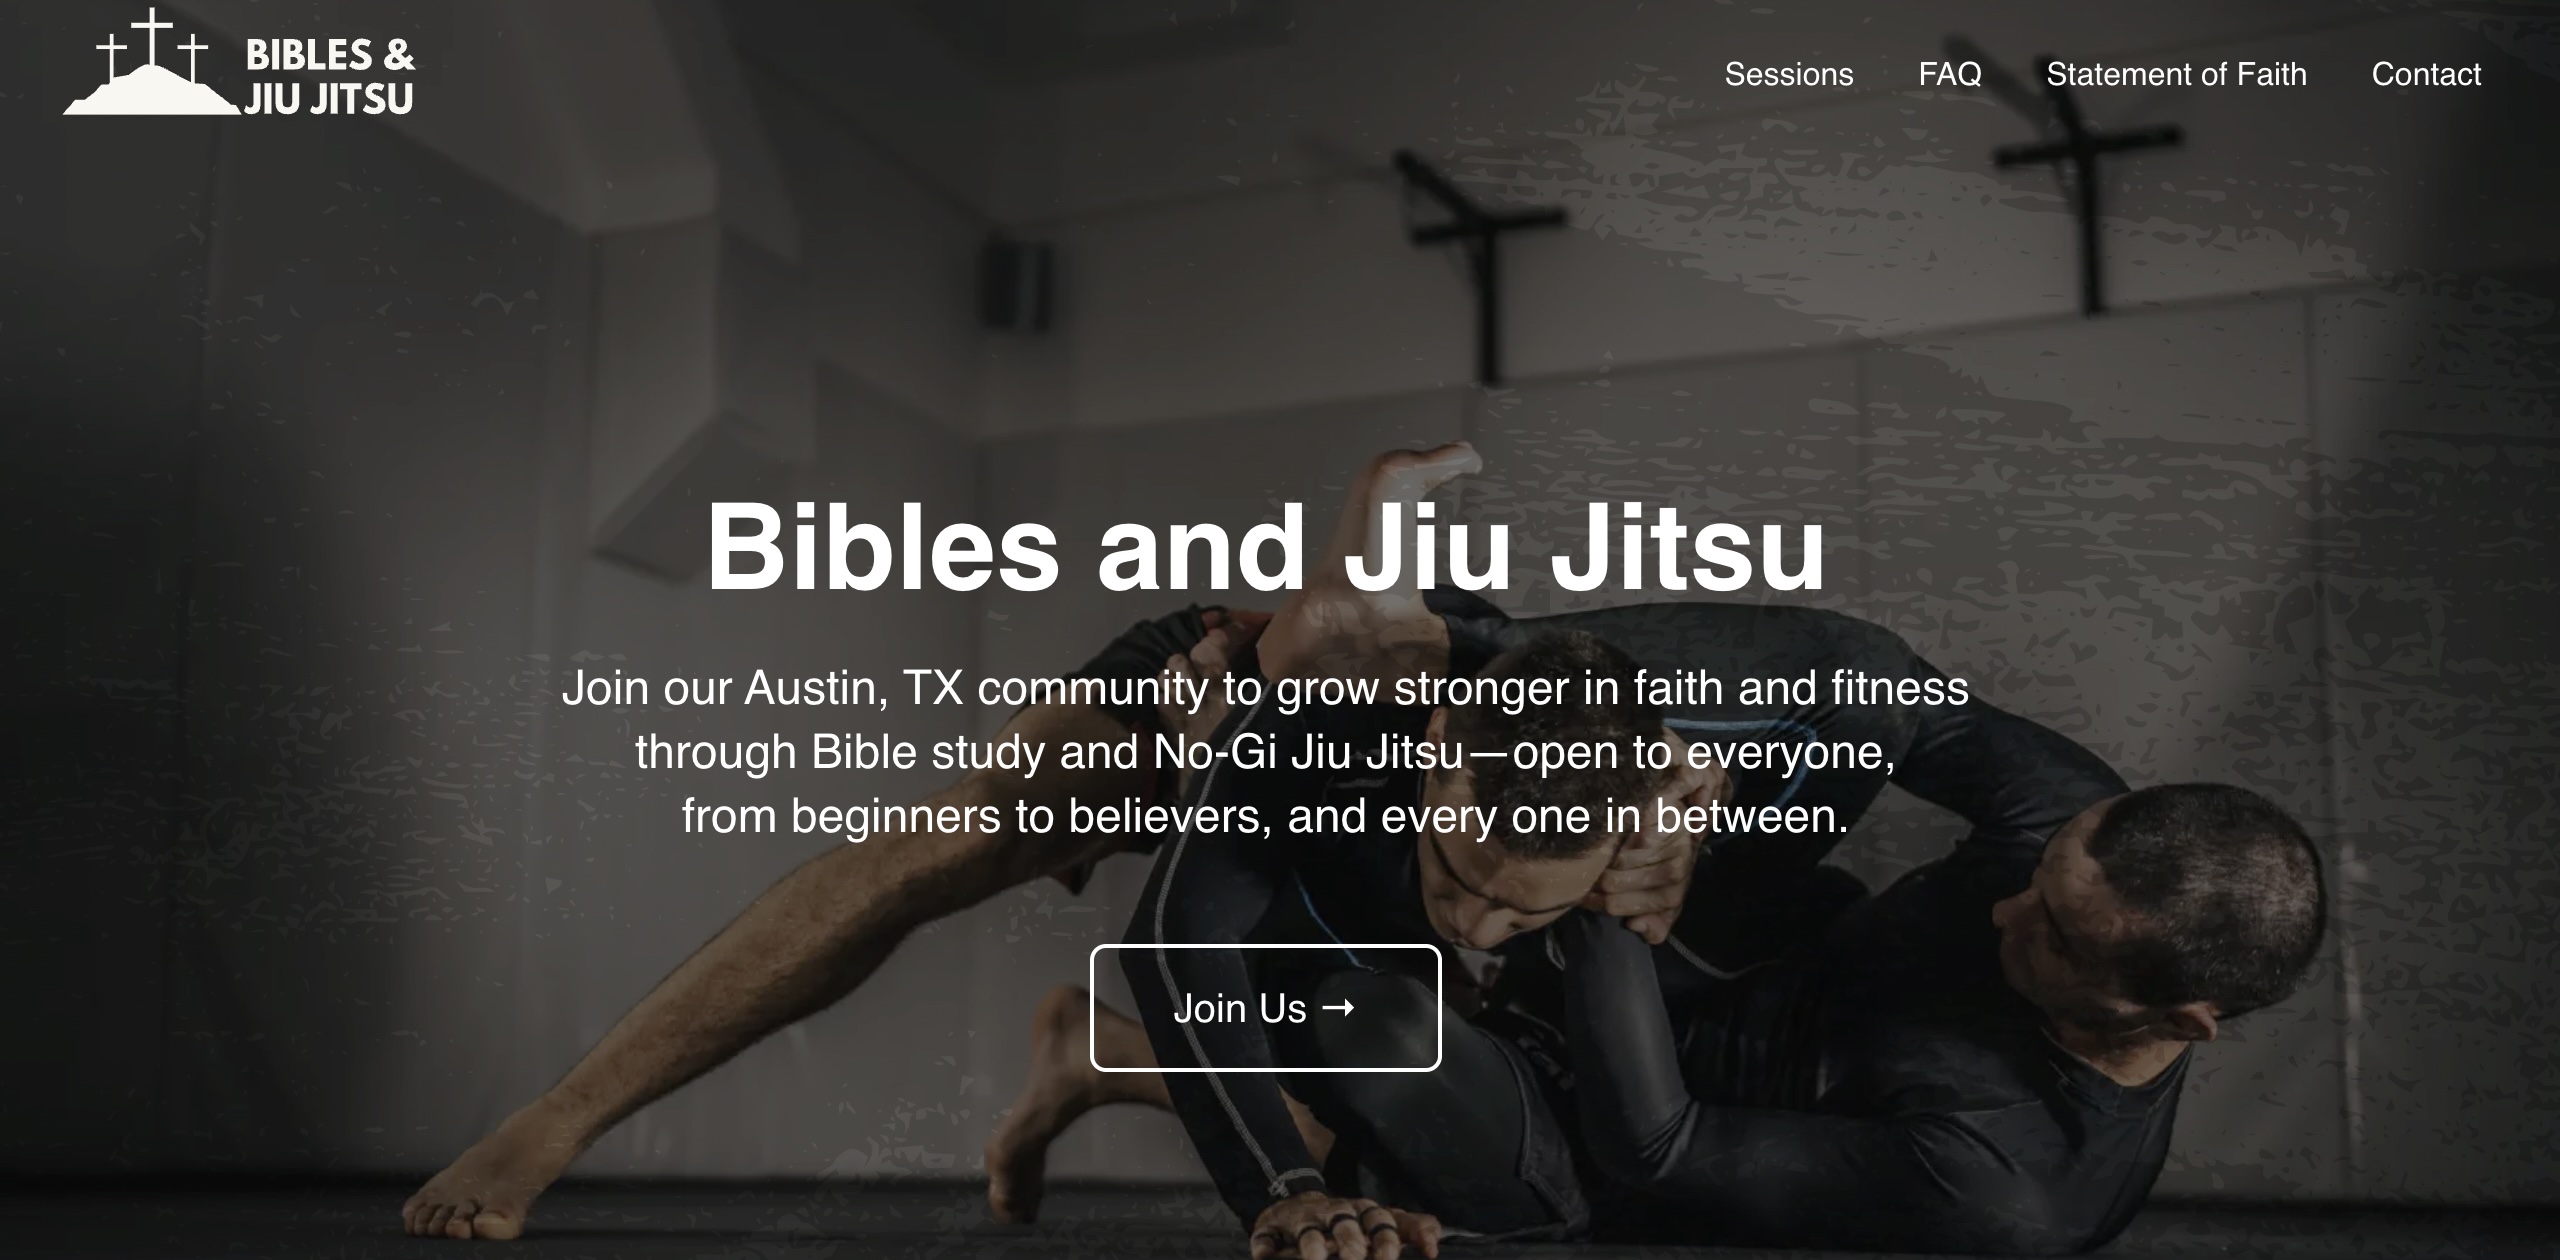 BIBLES &
JIU JITSU
Sessions FAQ Statement of Faith Contact
Bibles and Jiu Jitsu
Join our Austin, TX community to grow stronger in faith and fitness
through Bible study and No-Gi Jiu Jitsu—open to everyone,
from beginners to believers, and every one in between.
Join Us →